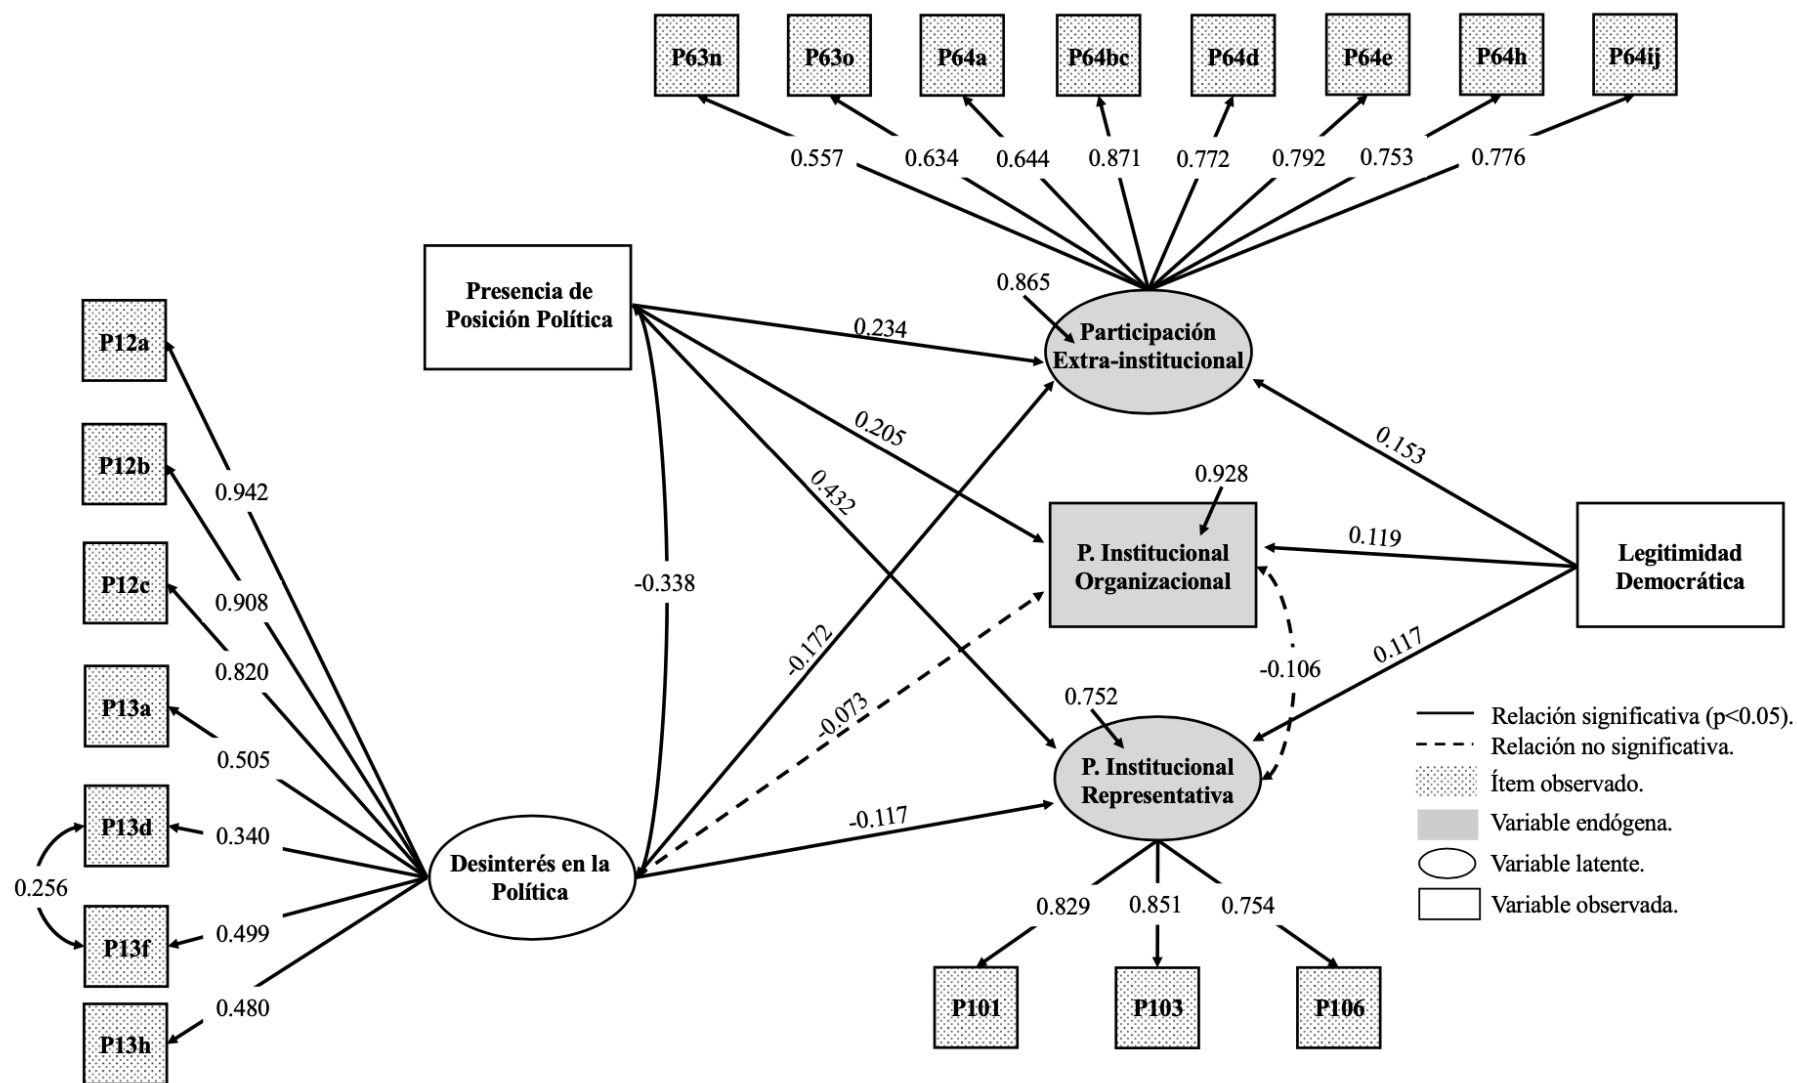 P63n
P63o
P64a
P64bc
P64d
P64e
P64h
P64ij
0.557
0.634
0.644
0.871
0.772
0.792
0.753
0.776
Presencia de
Posición Política
0.865
Participación
Extra-institucional
0.234
0.205
0.432
-0.338
-0.172
-0.073
-0.117
P12a
P12b
P12c
P13a
P13d
P13f
P13h
0.942
0.908
0.820
0.505
0.340
0.499
0.480
0.256
Desinterés en la
Política
0.928
P. Institucional
Organizacional
0.153
0.119
0.117
-0.106
Legitimidad
Democrática
0.752
P. Institucional
Representativa
0.829
0.851
0.754
P101
P103
P106
Relación significativa (p<0.05).
Relación no significativa.
Ítem observado.
Variable endógena.
Variable latente.
Variable observada.